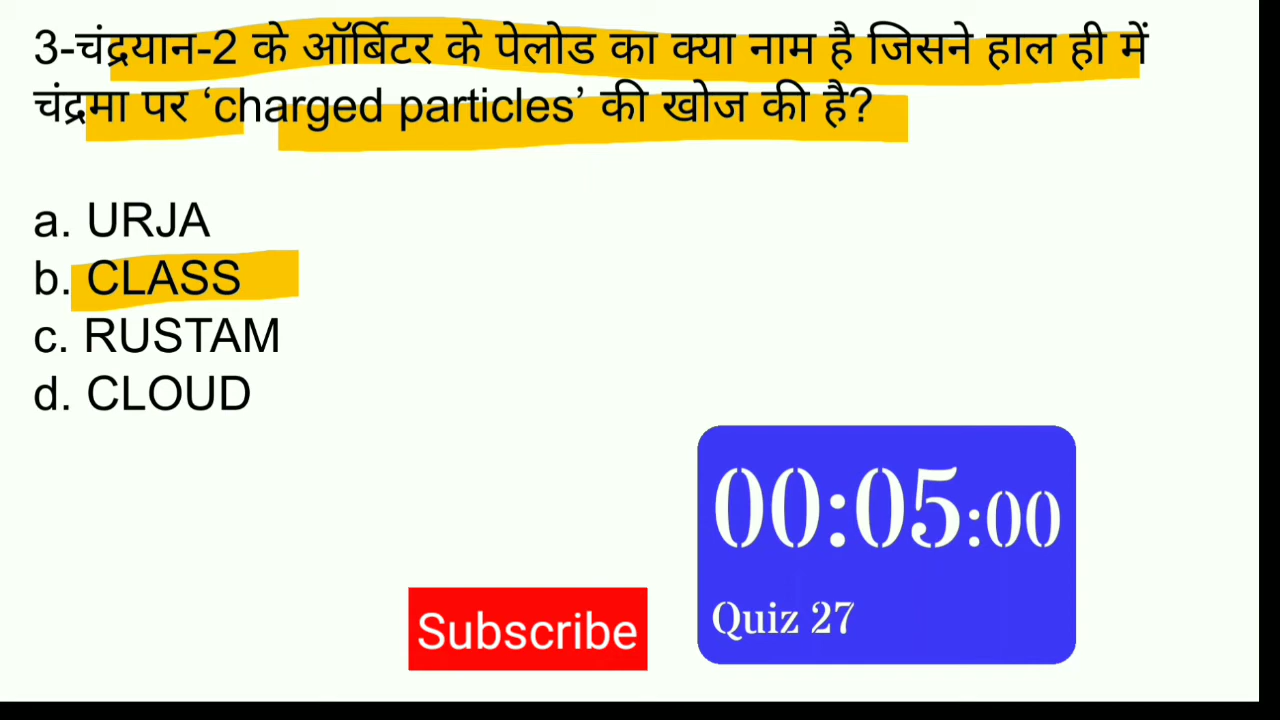 3-चंद्रयान-2 के ऑर्बिटर के पेलोड का क्या नाम है जिसने हाल ही में
चंद्रमा पर ‘charged particles’ की खोज की है?
a. URJA
b. CLASS
c. RUSTAM
d. CLOUD
00:05:00
Quiz 27
Subscribe